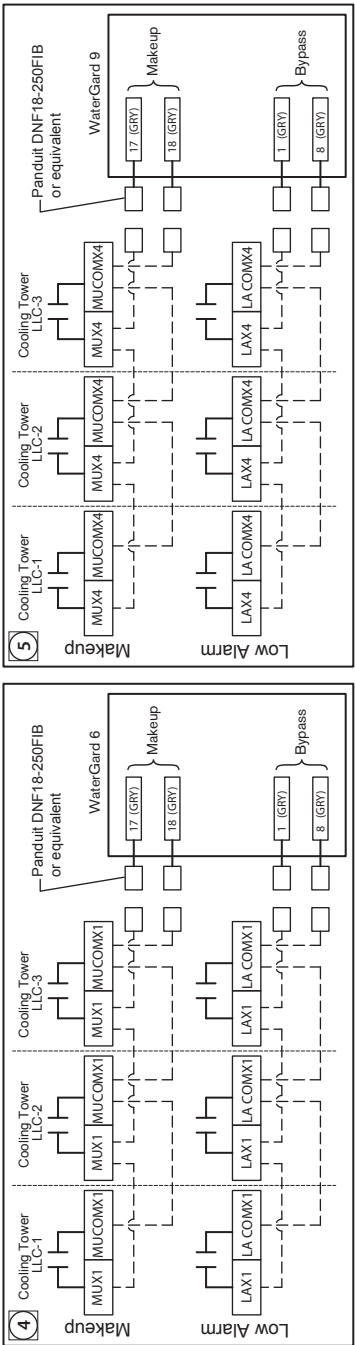 4
Cooling Tower
LLC-1
Cooling Tower
LLC-2
Cooling Tower
LLC-3
Panduit DNF18-250FIB
or equivalent
WaterGard 6
Makeup
MUX1
MUCOMX1
MUX1
MUCOMX1
MUX1
MUCOMX1
17 (GRY)
18 (GRY)
Makeup
Low Alarm
LAX1
LA COMX1
LAX1
LA COMX1
LAX1
LA COMX1
1 (GRY)
8 (GRY)
Bypass
5
Cooling Tower
LLC-1
Cooling Tower
LLC-2
Cooling Tower
LLC-3
Panduit DNF18-250FIB
or equivalent
WaterGard 9
Makeup
MUX4
MUCOMX4
MUX4
MUCOMX4
MUX4
MUCOMX4
17 (GRY)
18 (GRY)
Makeup
Low Alarm
LAX4
LA COMX4
LAX4
LA COMX4
LAX4
LA COMX4
1 (GRY)
8 (GRY)
Bypass